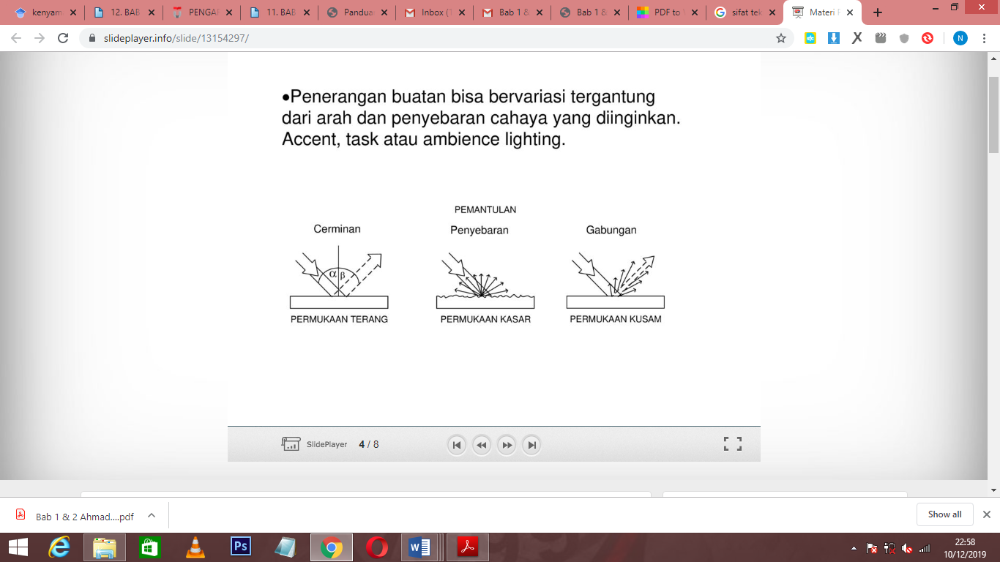 kenyam
12. BAB
PENGAF
11. BAB
Pandua
Inbox (1
Bab 1 &
Bab 1 &
PDF to
sifat tek
Materi P
slideplayer.info/slide/13154297/
N
•Penerangan buatan bisa bervariasi tergantung
dari arah dan penyebaran cahaya yang diinginkan.
Accent, task atau ambience lighting.
PEMANTULAN
Cerminan
Penyebaran
Gabungan
α β
PERMUKAAN TERANG
PERMUKAAN KASAR
PERMUKAAN KUSAM
SlidePlayer 4 / 8
Bab 1 & 2 Ahmad....pdf
Show all
Ps
22:58
10/12/2019